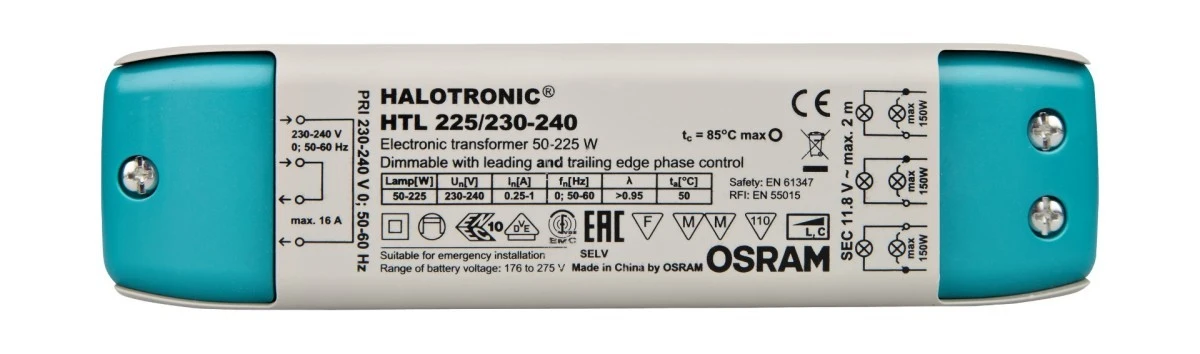 230-240 V
0; 50-60 Hz
max. 16 A
PRI 230-240 V 0; 50-60 Hz
HALOTRONIC®
HTL 225/230-240
Electronic transformer 50-225 W
Dimmable with leading and trailing edge phase control
Lamp[W] Un[V] In[A] fn[Hz] λ ta[°C]
50-225 230-240 0.25-1 0; 50-60 >0.95 50
tc = 85°C max
CE
Safety: EN 61347
RFI: EN 55015
10 DVE EMC EAC F M M 110 L, C
Suitable for emergency installation SELV
Range of battery voltage: 176 to 275 V Made in China by OSRAM
OSRAM
SEC 11.8 V ~ max. 2 m
max 150W
max 150W
max 150W